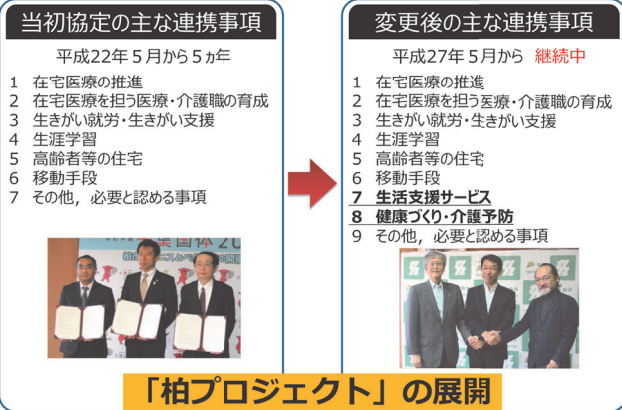 当初協定の主な連携事項
平成22年5月から5ヵ年
1 在宅医療の推進
2 在宅医療を担う医療・介護職の育成
3 生きがい就労・生きがい支援
4 生涯学習
5 高齢者等の住宅
6 移動手段
7 その他，必要と認める事項
変更後の主な連携事項
平成27年5月から 継続中
1 在宅医療の推進
2 在宅医療を担う医療・介護職の育成
3 生きがい就労・生きがい支援
4 生涯学習
5 高齢者等の住宅
6 移動手段
7 生活支援サービス
8 健康づくり・介護予防
9 その他，必要と認める事項
「柏プロジェクト」の展開